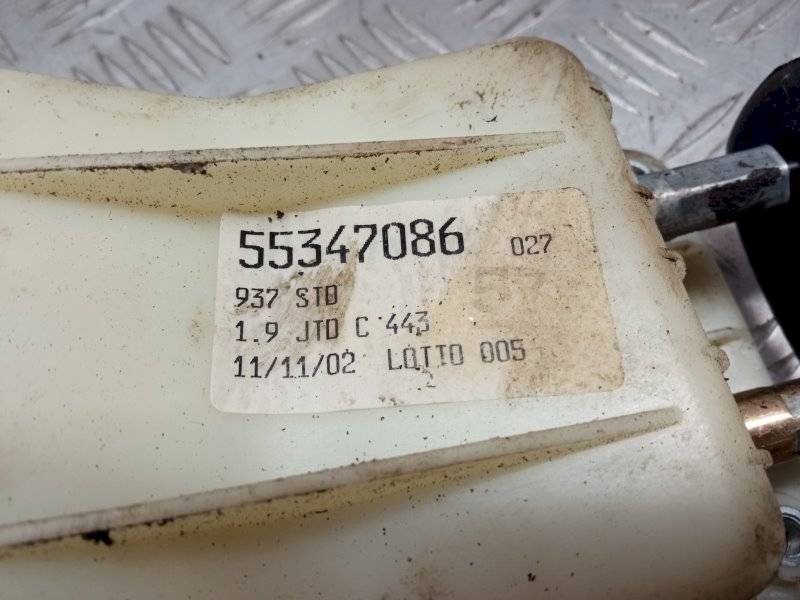 55347086 027
937 STD
1.9 JTD C 443
11/11/02 LOTTO 005